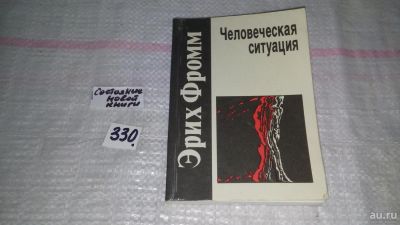 Состояние
новой
книги
330.
Эрих Фромм
Человеческая
ситуация
au.ru